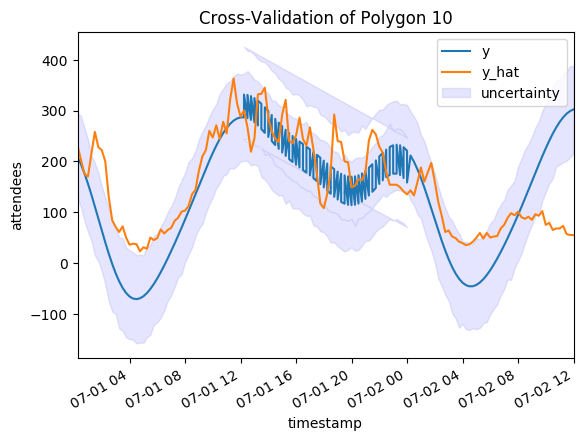 Cross-Validation of Polygon 10
y
y_hat
uncertainty
attendees
400
300
200
100
0
−100
07-01 04
07-01 08
07-01 12
07-01 16
07-01 20
07-02 00
07-02 04
07-02 08
07-02 12
timestamp